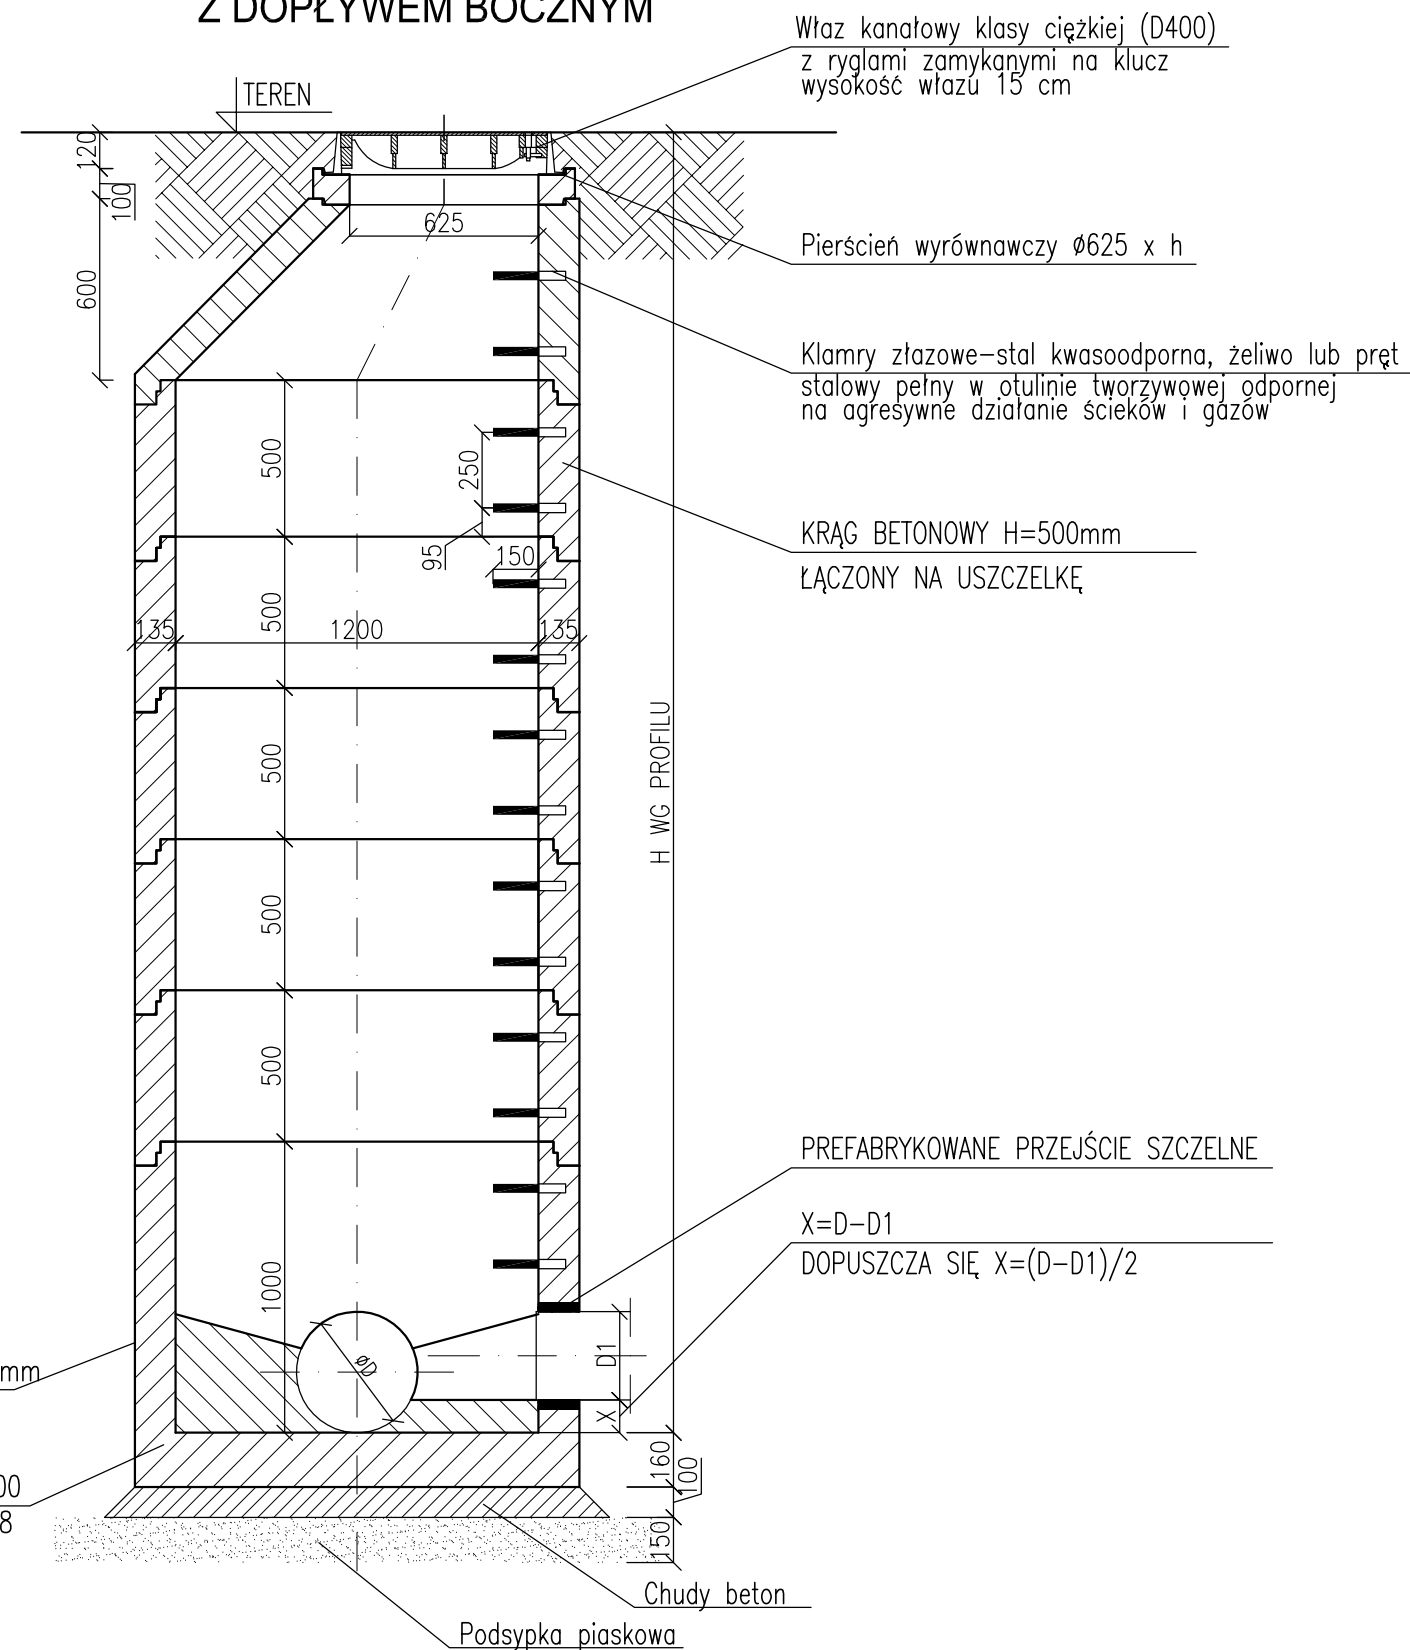 Z DOPŁYWEM BOCZNYM
Właz kanałowy klasy ciężkiej (D400)
z ryglami zamykanymi na klucz
wysokość włazu 15 cm
TEREN
120
100
600
625
Pierścień wyrównawczy Ø625 x h
Klamry złazowe-stal kwasoodporna, żeliwo lub pręt
stalowy pełny w otulinie tworzywowej odpornej
na agresywne działanie ścieków i gazów
500
250
95
150
KRĄG BETONOWY H=500mm
ŁĄCZONY NA USZCZELKĘ
500
135
1200
135
H WG PROFILU
500
500
500
PREFABRYKOWANE PRZEJŚCIE SZCZELNE
X=D-D1
DOPUSZCZA SIĘ X=(D-D1)/2
1000
øD
D1
X
mm
160
100
150
00
8
Chudy beton
Podsypka piaskowa